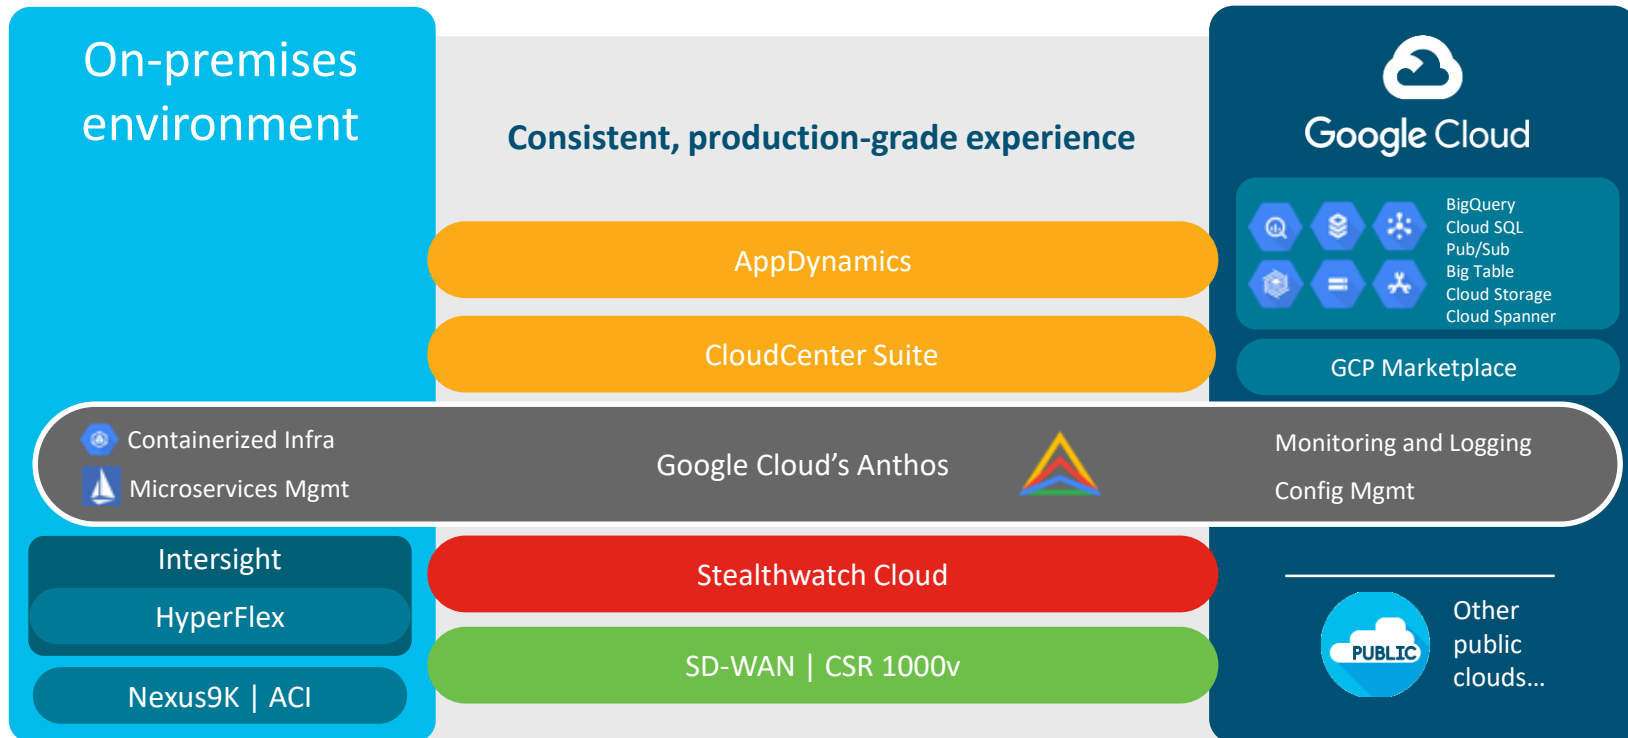 On-premises
environment
Consistent, production-grade experience
Google Cloud
AppDynamics
BigQuery
Cloud SQL
Pub/Sub
Big Table
Cloud Storage
Cloud Spanner
CloudCenter Suite
GCP Marketplace
Containerized Infra
Microservices Mgmt
Google Cloud’s Anthos
Monitoring and Logging
Config Mgmt
Intersight
HyperFlex
Nexus9K | ACI
Stealthwatch Cloud
SD-WAN | CSR 1000v
PUBLIC
Other
public
clouds...